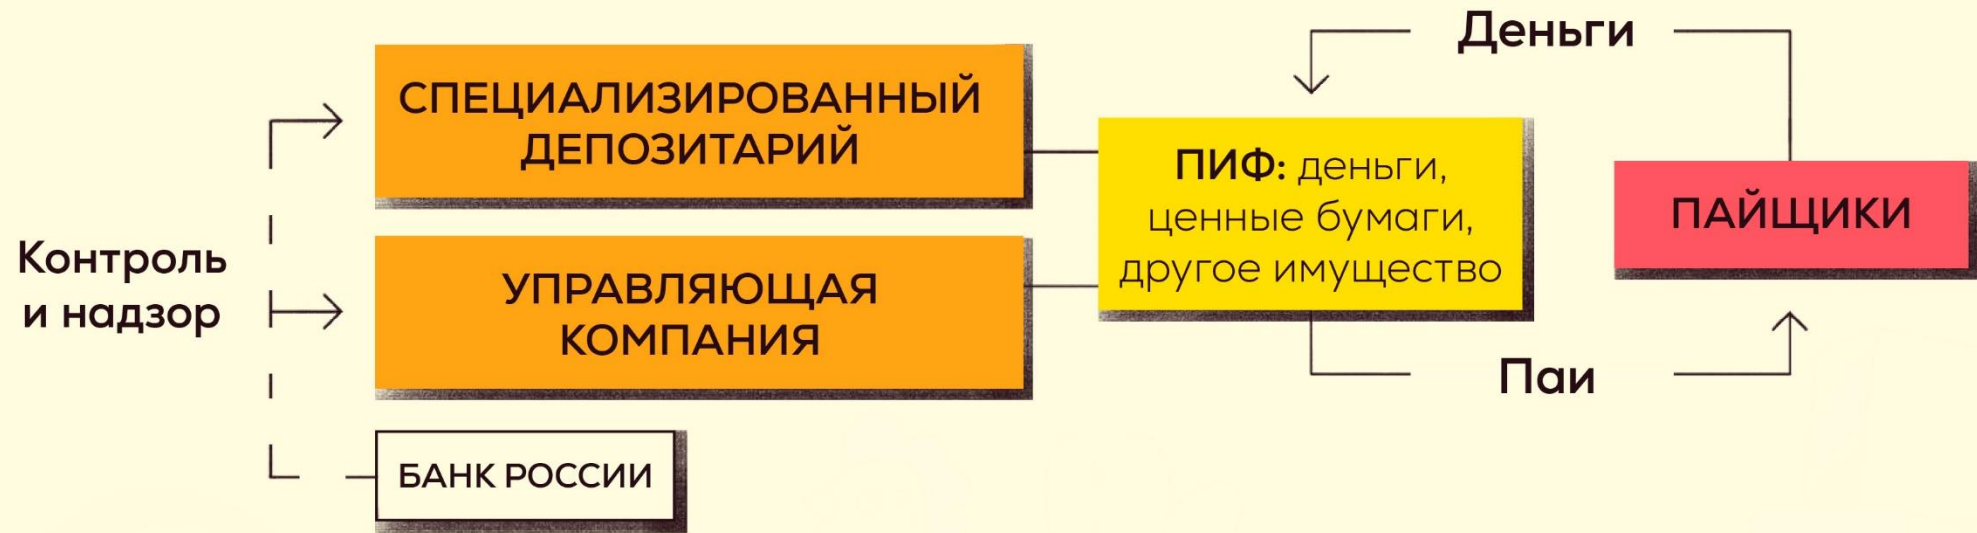 Деньги
СПЕЦИАЛИЗИРОВАННЫЙ
ДЕПОЗИТАРИЙ
ПИФ: деньги,
ценные бумаги,
другое имущество
ПАЙЩИКИ
Контроль
и надзор
УПРАВЛЯЮЩАЯ
КОМПАНИЯ
Паи
БАНК РОССИИ